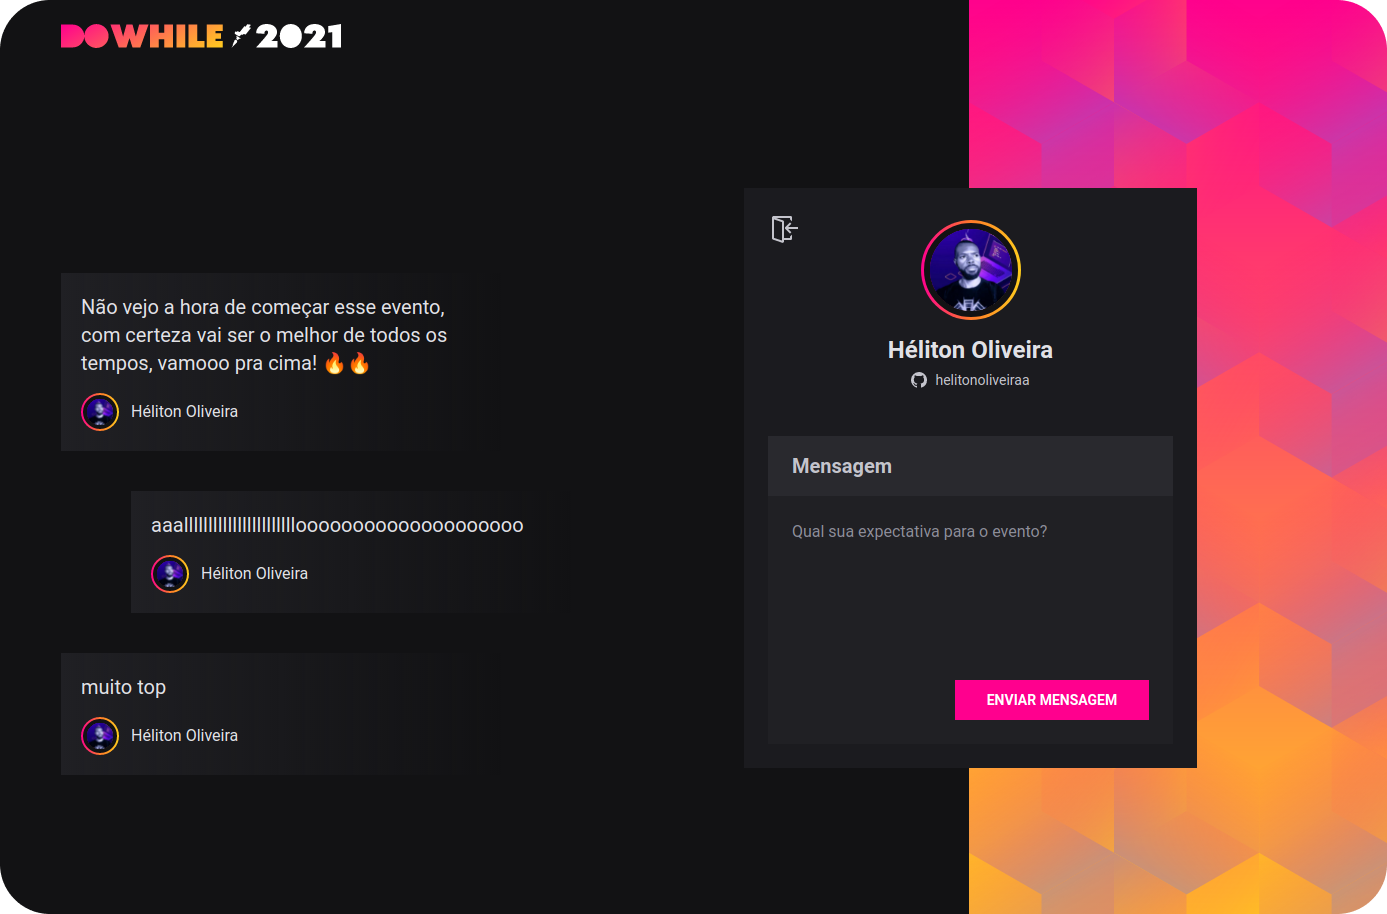 DOWHILE 2021
Não vejo a hora de começar esse evento,
com certeza vai ser o melhor de todos os
tempos, vamooo pra cima! 🔥🔥
Héliton Oliveira
aaalllllllllllllllllllllllloooooooooooooooooooo
Héliton Oliveira
muito top
Héliton Oliveira
Héliton Oliveira
helitonoliveiraa
Mensagem
Qual sua expectativa para o evento?
ENVIAR MENSAGEM